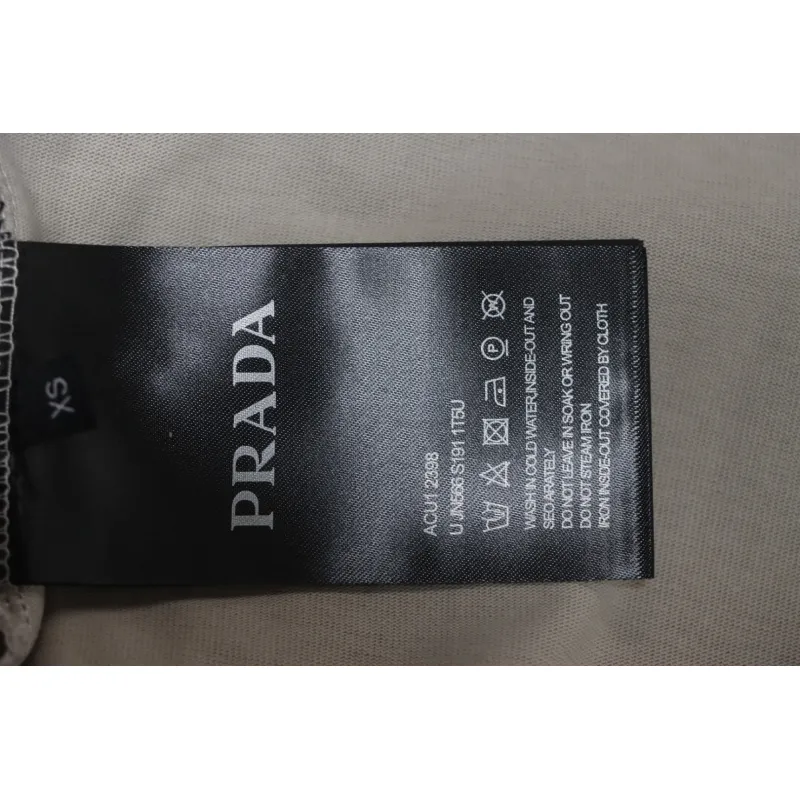 PRADA
XS
ACU1 2398
U JN566 S191 1T5U
P
WASH IN COLD WATER,INSIDE-OUT AND
SEO ARATELY
DO NOT LEAVE IN SOAK OR WRING OUT
DO NOT STEAM IRON
IRON INSIDE-OUT COVERED BY CLOTH